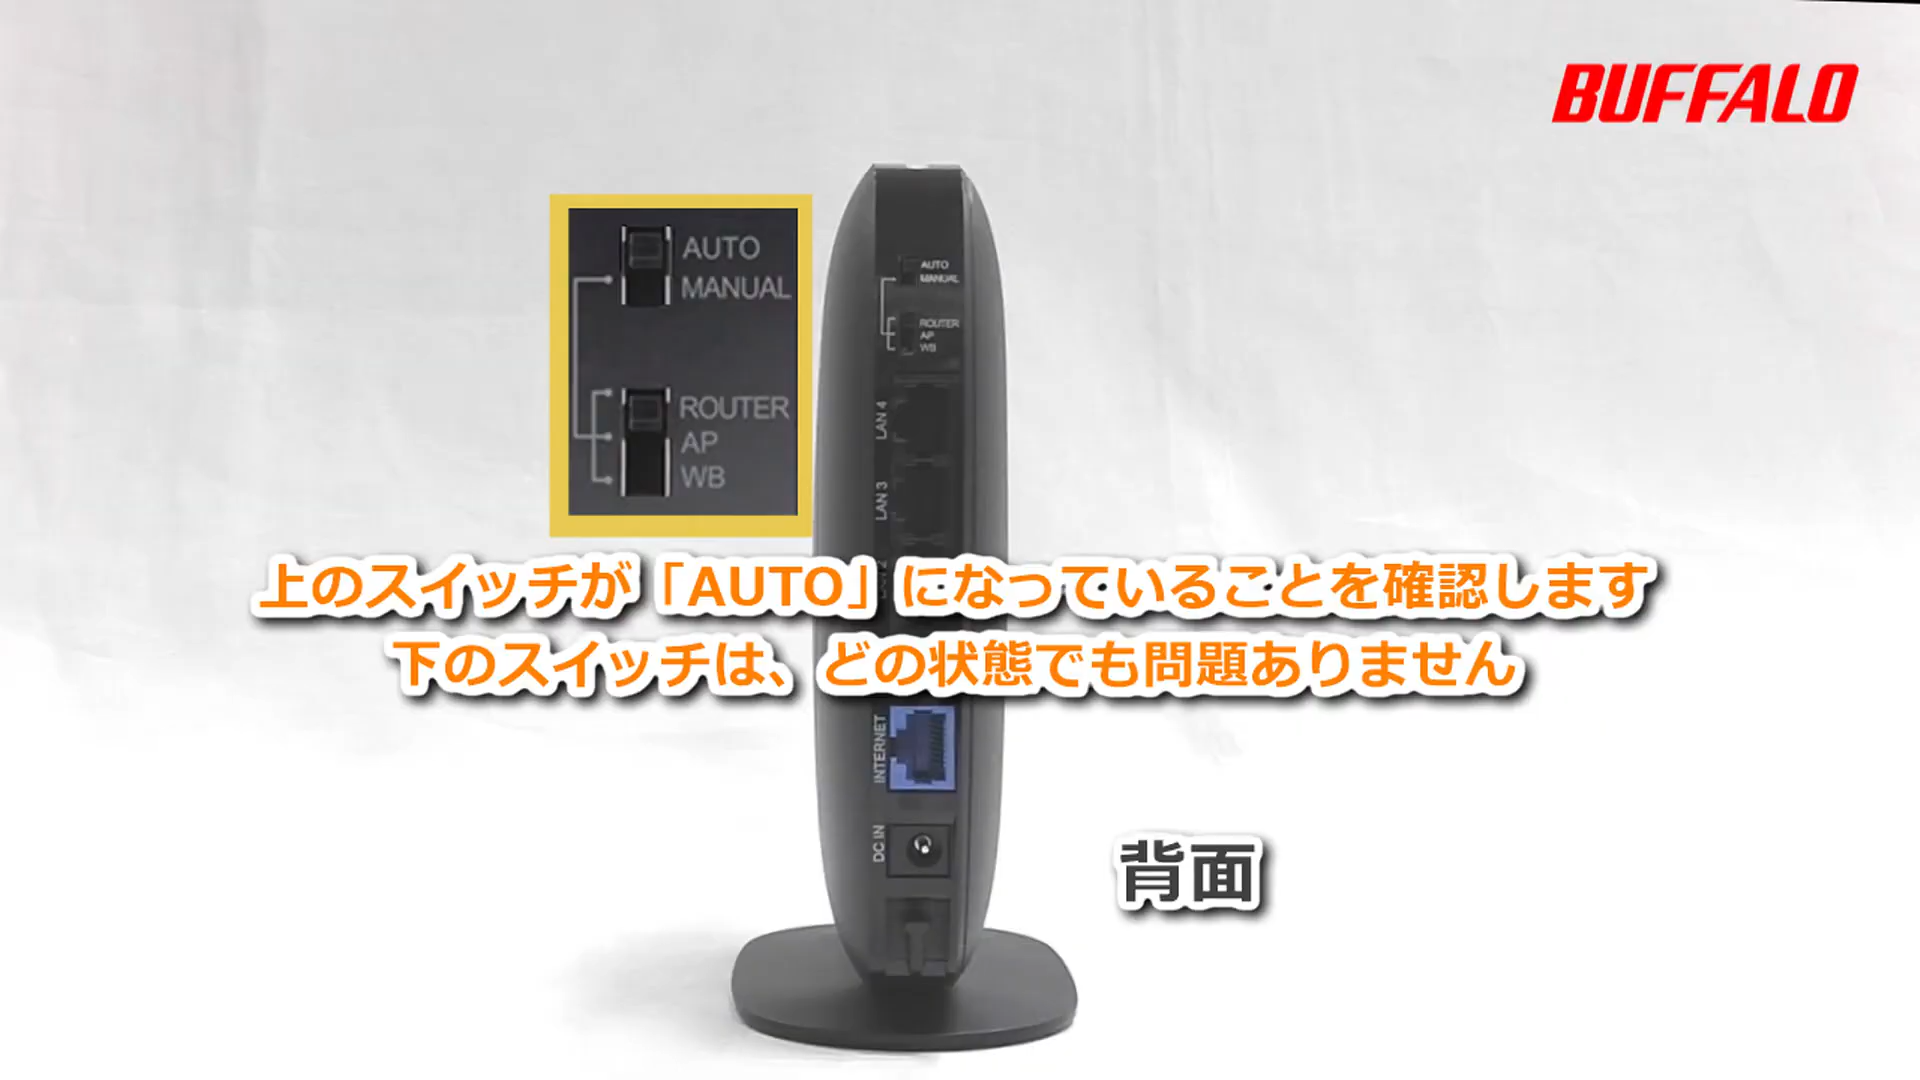 BUFFALO
AUTO
MANUAL
ROUTER
AP
WB
AUTO
MANUAL
ROUTER
AP
WB
LAN 4
LAN 3
上のスイッチが「AUTO」になっていることを確認します
下のスイッチは、どの状態でも問題ありません
INTERNET
DC IN
背面